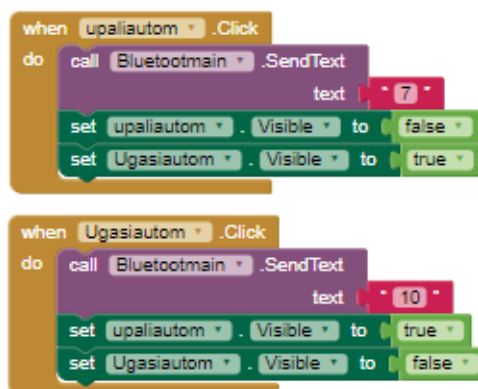 when upaliautom .Click
do call Bluetootmain .SendText
text " 7 "
set upaliautom . Visible to false
set Ugasiautom . Visible to true
when Ugasiautom .Click
do call Bluetootmain .SendText
text " 10 "
set upaliautom . Visible to true
set Ugasiautom . Visible to false